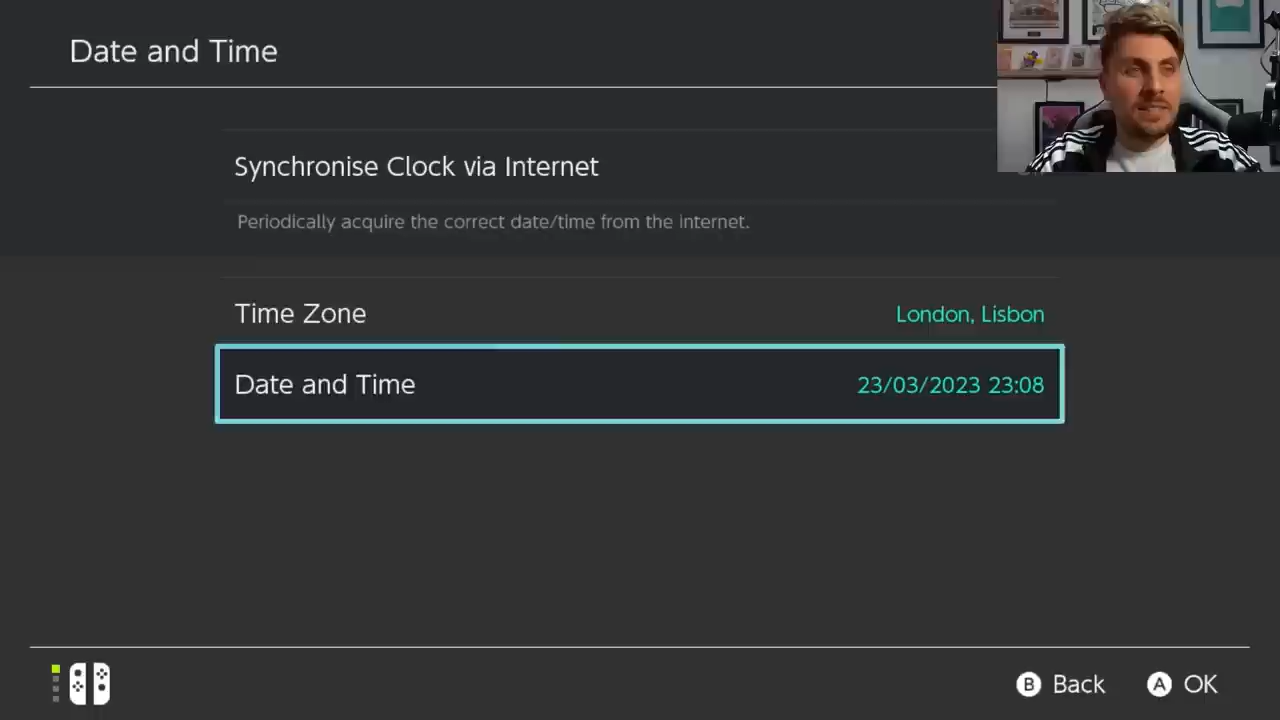 Date and Time
Synchronise Clock via Internet
Periodically acquire the correct date/time from the internet.
Time Zone London, Lisbon
Date and Time 23/03/2023 23:08
B Back A OK